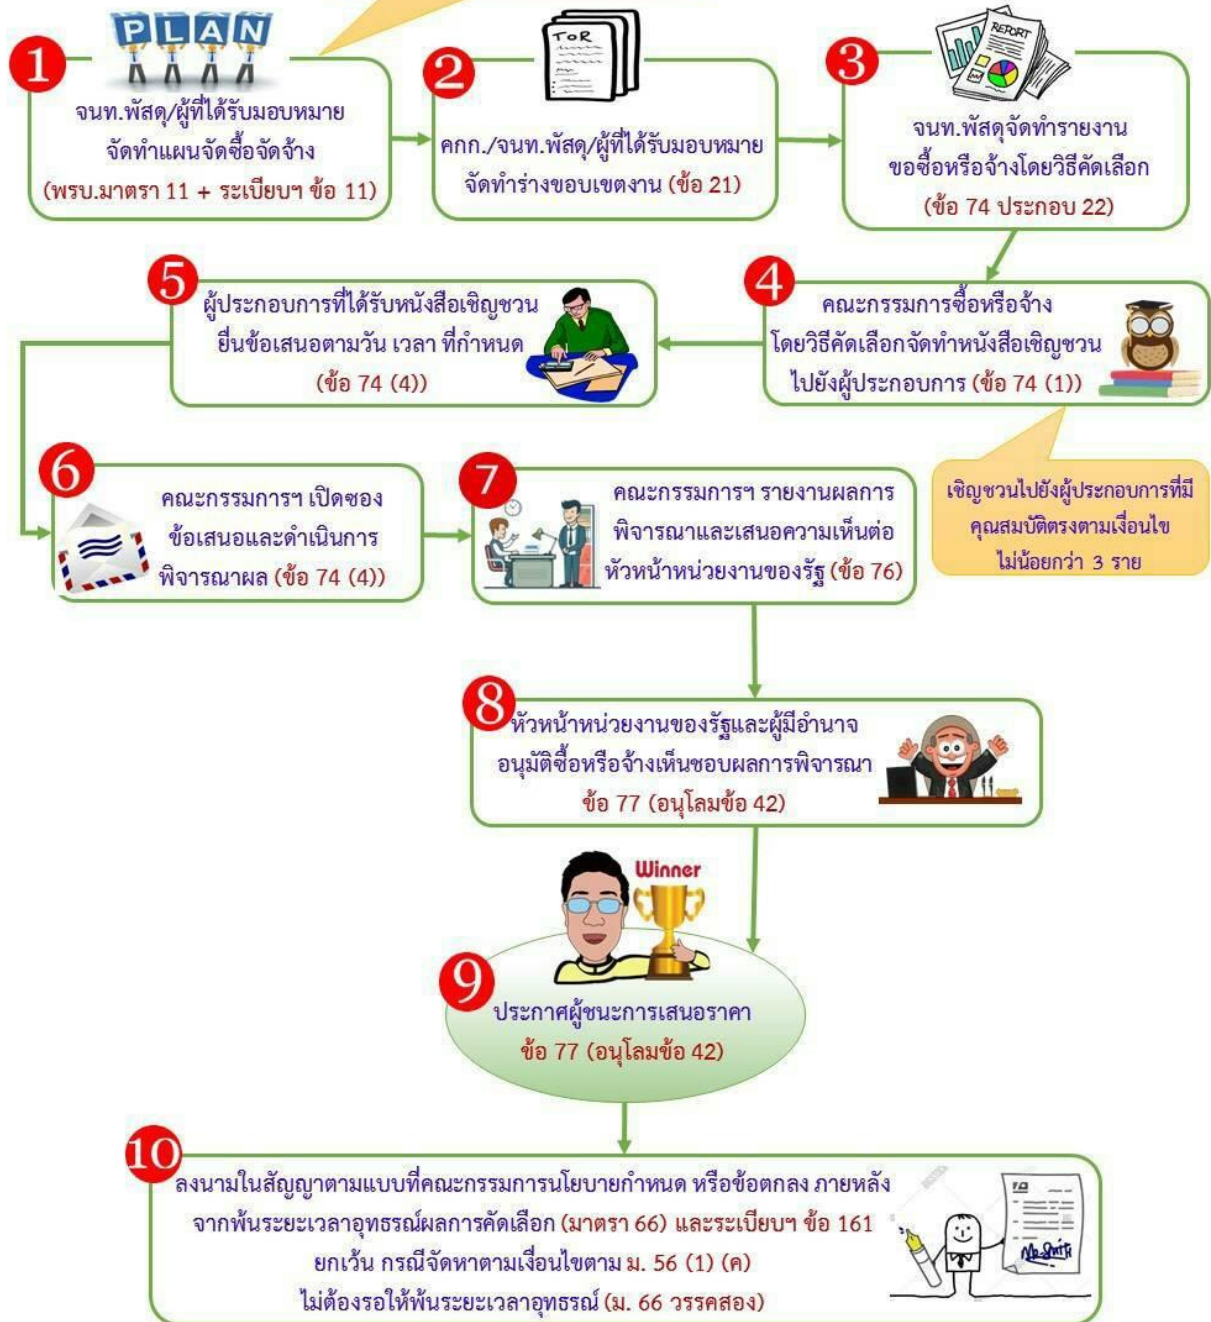 PLAN
1
จนท.พัสดุ/ผู้ที่ได้รับมอบหมาย
จัดทำแผนจัดซื้อจัดจ้าง
(พรบ.มาตรา 11 + ระเบียบฯ ข้อ 11)
TOR
2
คกก./จนท.พัสดุ/ผู้ที่ได้รับมอบหมาย
จัดทำร่างขอบเขตงาน (ข้อ 21)
REPORT
3
จนท.พัสดุจัดทำรายงาน
ขอซื้อหรือจ้างโดยวิธีคัดเลือก
(ข้อ 74 ประกอบ 22)
4
คณะกรรมการซื้อหรือจ้าง
โดยวิธีคัดเลือกจัดทำหนังสือเชิญชวน
ไปยังผู้ประกอบการ (ข้อ 74 (1))
5
ผู้ประกอบการที่ได้รับหนังสือเชิญชวน
ยื่นข้อเสนอตามวัน เวลา ที่กำหนด
(ข้อ 74 (4))
เชิญชวนไปยังผู้ประกอบการที่มี
คุณสมบัติตรงตามเงื่อนไข
ไม่น้อยกว่า 3 ราย
6
คณะกรรมการฯ เปิดซอง
ข้อเสนอและดำเนินการ
พิจารณาผล (ข้อ 74 (4))
7
คณะกรรมการฯ รายงานผลการ
พิจารณาและเสนอความเห็นต่อ
หัวหน้าหน่วยงานของรัฐ (ข้อ 76)
8
หัวหน้าหน่วยงานของรัฐและผู้มีอำนาจ
อนุมัติซื้อหรือจ้างเห็นชอบผลการพิจารณา
ข้อ 77 (อนุโลมข้อ 42)
Winner
9
ประกาศผู้ชนะการเสนอราคา
ข้อ 77 (อนุโลมข้อ 42)
10
ลงนามในสัญญาตามแบบที่คณะกรรมการนโยบายกำหนด หรือข้อตกลง ภายหลัง
จากพ้นระยะเวลาอุทธรณ์ผลการคัดเลือก (มาตรา 66) และระเบียบฯ ข้อ 161
ยกเว้น กรณีจัดหาตามเงื่อนไขตาม ม. 56 (1) (ค)
ไม่ต้องรอให้พ้นระยะเวลาอุทธรณ์ (ม. 66 วรรคสอง)